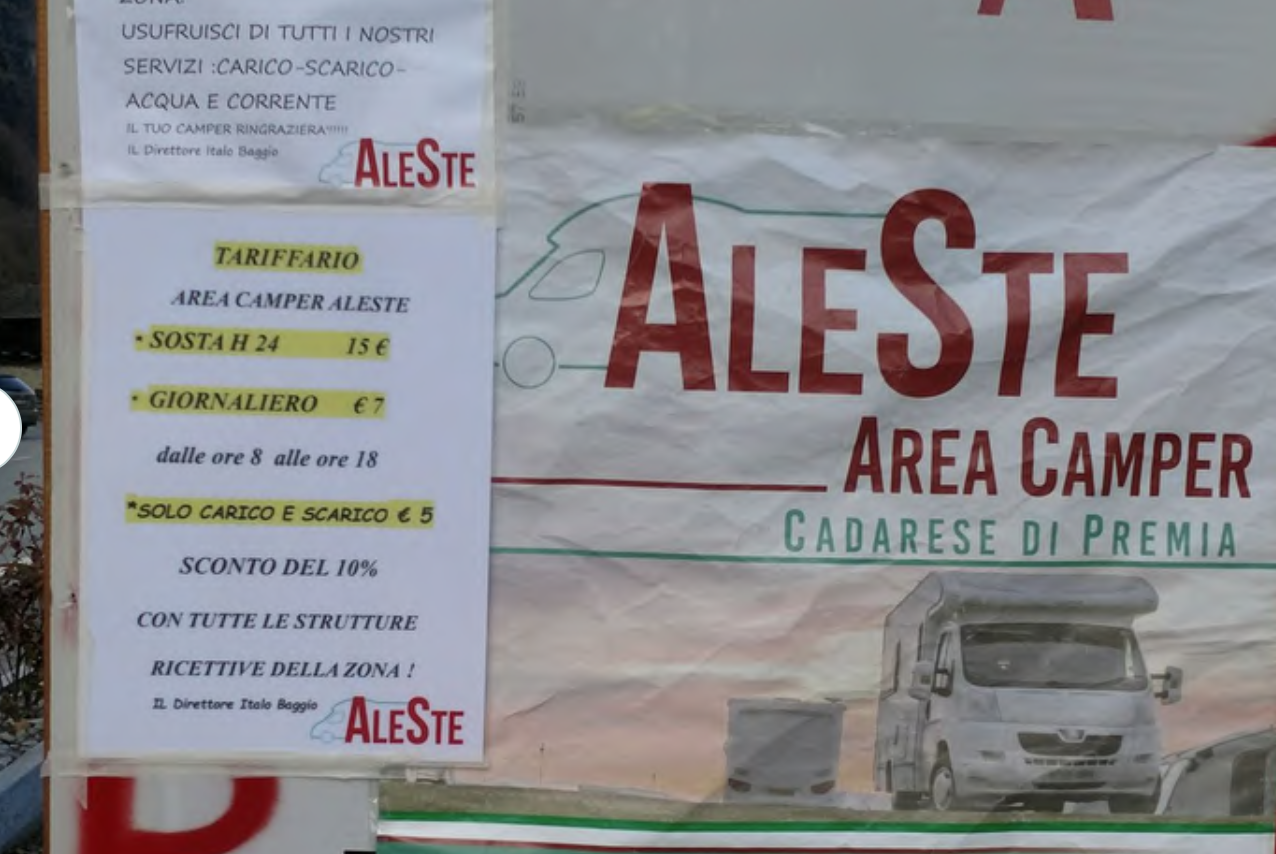 ZONA!
USUFRUISCI DI TUTTI I NOSTRI
SERVIZI :CARICO-SCARICO-
ACQUA E CORRENTE
IL TUO CAMPER RINGRAZIERA'!!!!!
IL Direttore Italo Baggio
ALESTE
TARIFFARIO
AREA CAMPER ALESTE
• SOSTA H 24 15 €
• GIORNALIERO € 7
dalle ore 8 alle ore 18
*SOLO CARICO E SCARICO € 5
SCONTO DEL 10%
CON TUTTE LE STRUTTURE
RICETTIVE DELLA ZONA !
IL Direttore Italo Baggio
ALESTE
ALESTE
AREA CAMPER
CADARESE DI PREMIA